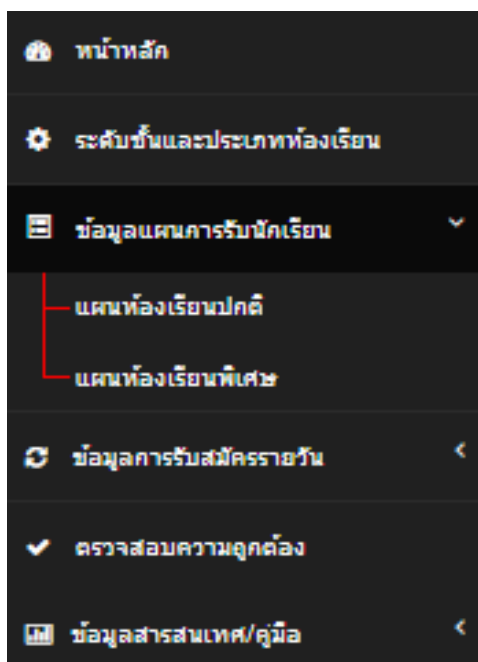 หน้าหลัก
ระดับชั้นและประเภทห้องเรียน
ข้อมูลแผนการรับนักเรียน
แผนห้องเรียนปกติ
แผนห้องเรียนพิเศษ
ข้อมูลการรับสมัครรายวัน
ตรวจสอบความถูกต้อง
ข้อมูลสารสนเทศ/คู่มือ